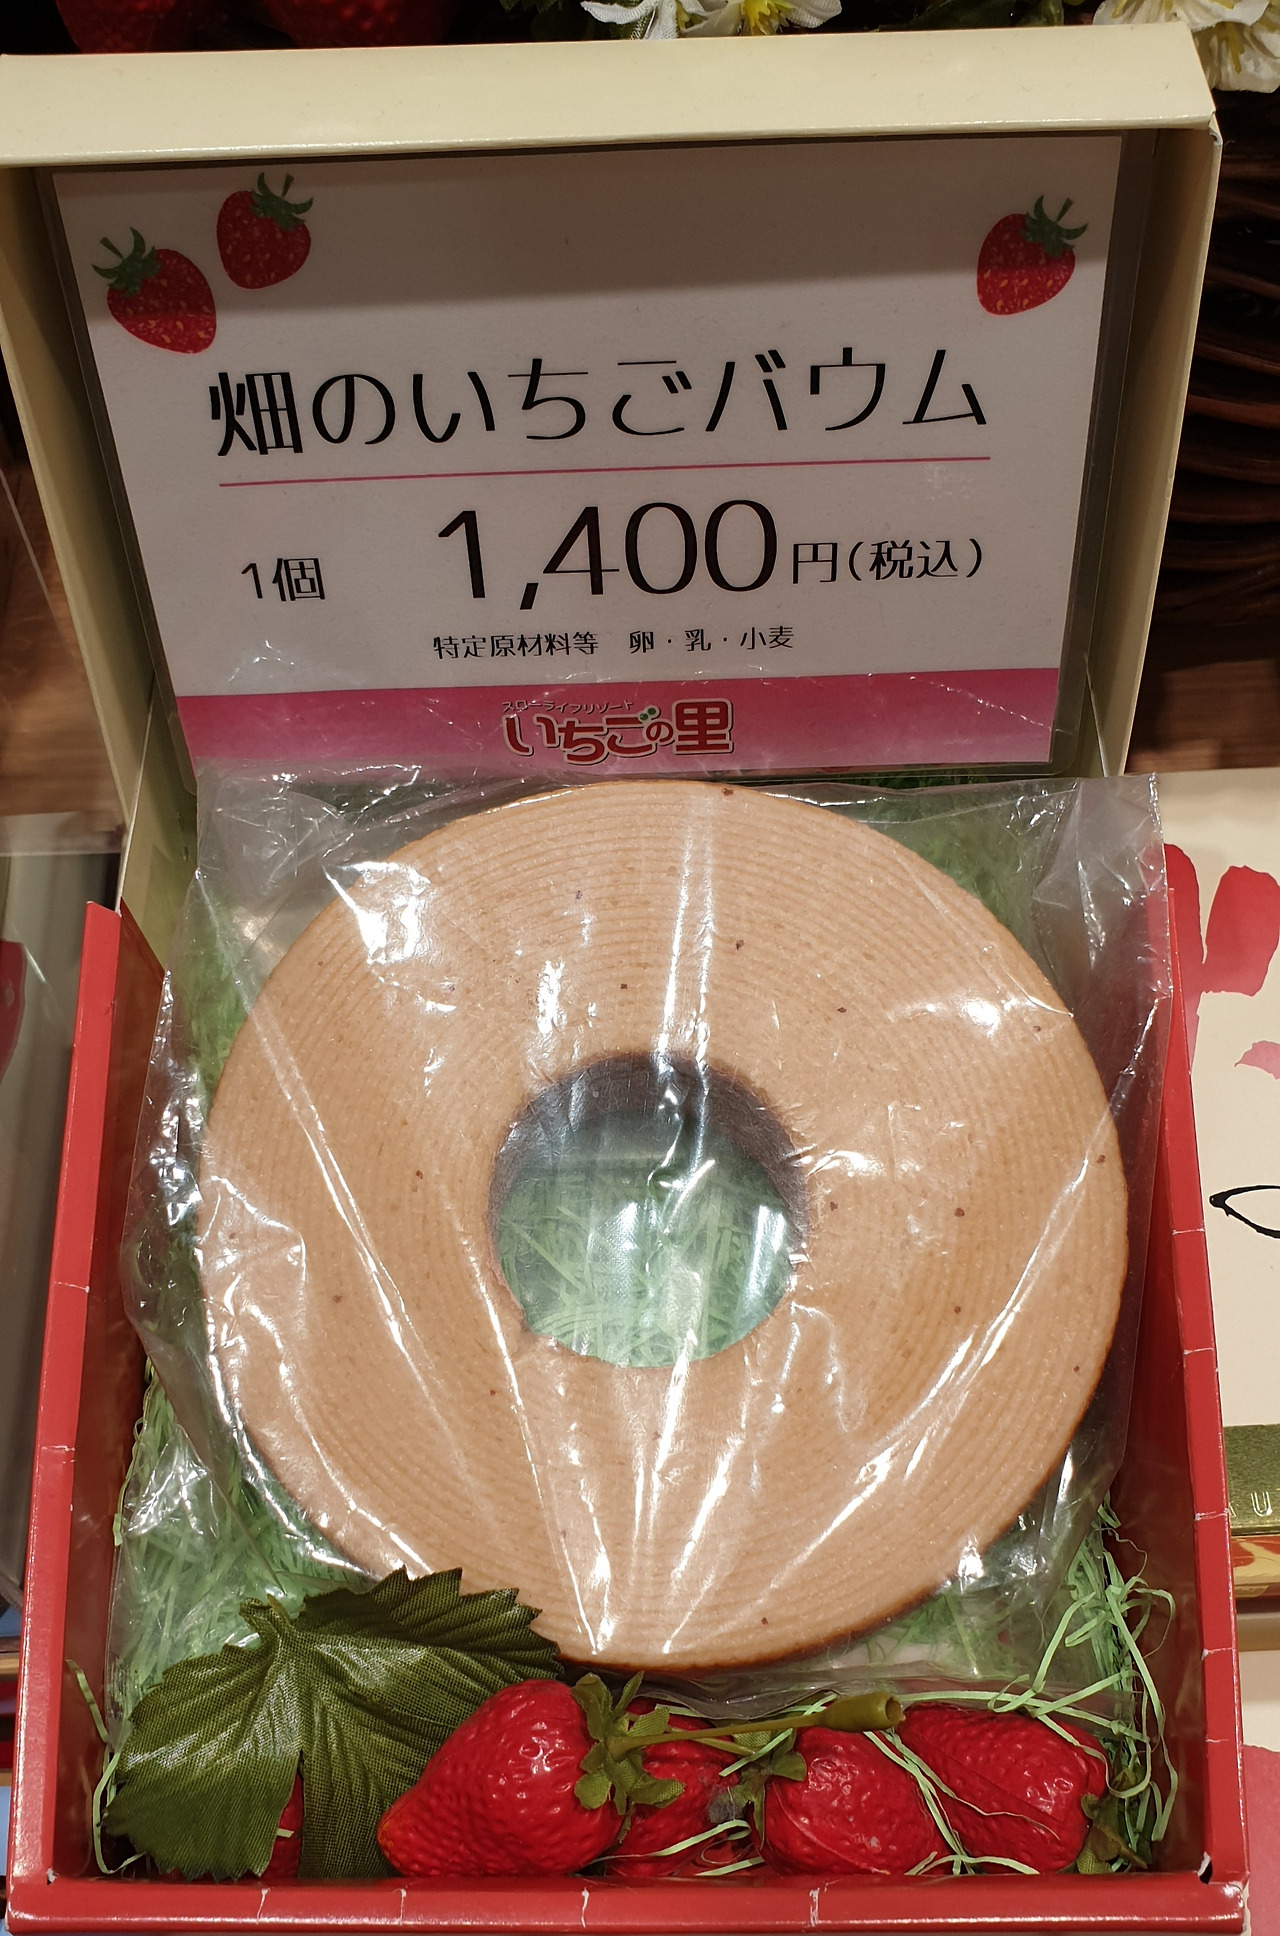 畑のいちごバウム
1個 1,400円(税込)
特定原材料等 卵・乳・小麦
スローライフリゾート
いちごの里
U